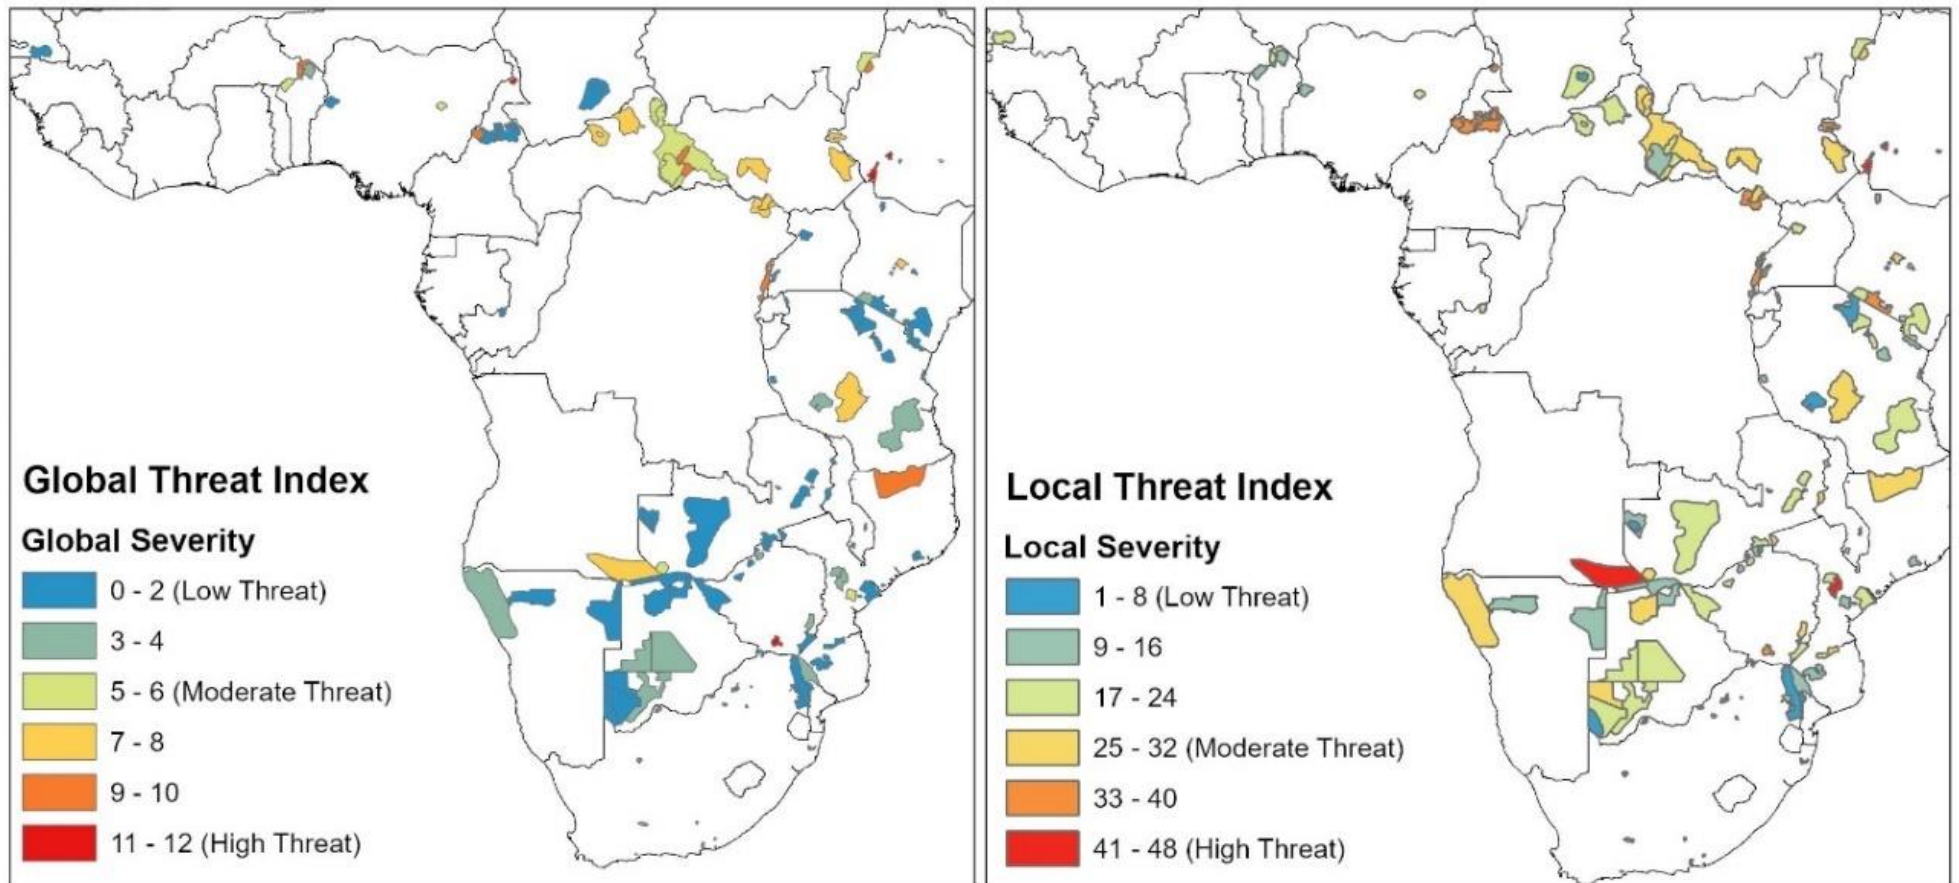 Global Threat Index
Global Severity
0 - 2 (Low Threat)
3 - 4
5 - 6 (Moderate Threat)
7 - 8
9 - 10
11 - 12 (High Threat)
Local Threat Index
Local Severity
1 - 8 (Low Threat)
9 - 16
17 - 24
25 - 32 (Moderate Threat)
33 - 40
41 - 48 (High Threat)